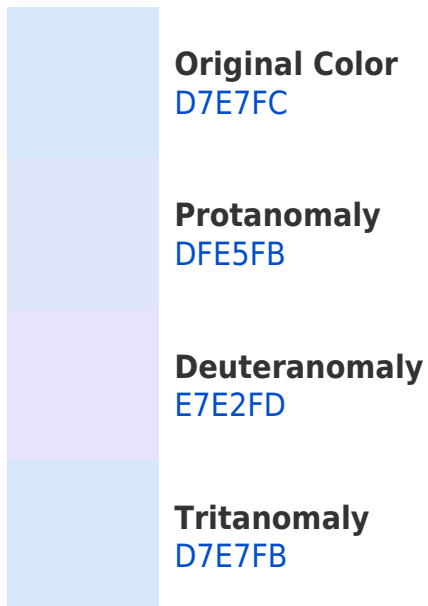 Original Color
D7E7FC
Protanomaly
DFE5FB
Deuteranomaly
E7E2FD
Tritanomaly
D7E7FB